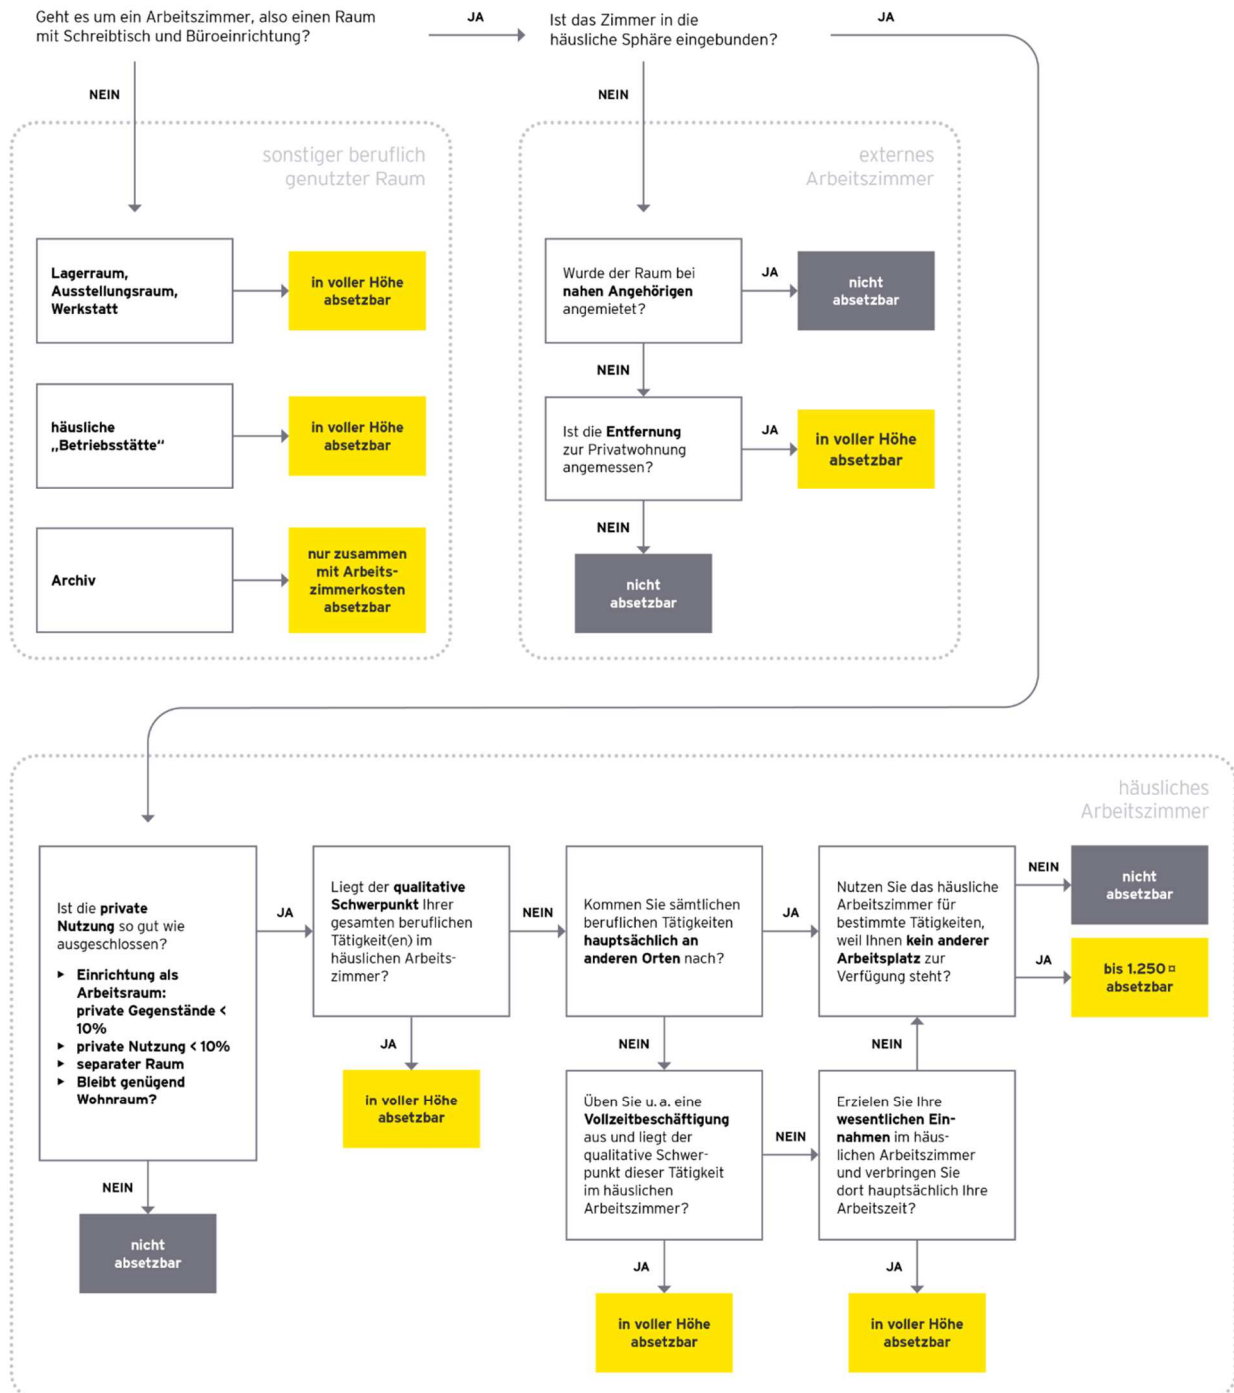 Geht es um ein Arbeitszimmer, also einen Raum
mit Schreibtisch und Büroeinrichtung?
JA
Ist das Zimmer in die
häusliche Sphäre eingebunden?
JA
NEIN
NEIN
sonstiger beruflich
genutzter Raum
Lagerraum,
Ausstellungsraum,
Werkstatt
in voller Höhe
absetzbar
häusliche
„Betriebsstätte“
in voller Höhe
absetzbar
Archiv
nur zusammen
mit Arbeits-
zimmerkosten
absetzbar
externes
Arbeitszimmer
Wurde der Raum bei
nahen Angehörigen
angemietet?
JA
nicht
absetzbar
NEIN
Ist die Entfernung
zur Privatwohnung
angemessen?
JA
in voller Höhe
absetzbar
NEIN
nicht
absetzbar
häusliches
Arbeitszimmer
Ist die private
Nutzung so gut wie
ausgeschlossen?
► Einrichtung als
Arbeitsraum:
private Gegenstände <
10%
► private Nutzung < 10%
► separater Raum
► Bleibt genügend
Wohnraum?
JA
NEIN
nicht
absetzbar
Liegt der qualitative
Schwerpunkt Ihrer
gesamten beruflichen
Tätigkeit(en) im
häuslichen Arbeits-
zimmer?
NEIN
JA
in voller Höhe
absetzbar
Kommen Sie sämtlichen
beruflichen Tätigkeiten
hauptsächlich an
anderen Orten nach?
JA
NEIN
Nutzen Sie das häusliche
Arbeitszimmer für
bestimmte Tätigkeiten,
weil Ihnen kein anderer
Arbeitsplatz zur
Verfügung steht?
NEIN
nicht
absetzbar
JA
bis 1.250 ¤
absetzbar
Üben Sie u. a. eine
Vollzeitbeschäftigung
aus und liegt der
qualitative Schwer-
punkt dieser Tätigkeit
im häuslichen
Arbeitszimmer?
NEIN
JA
in voller Höhe
absetzbar
NEIN
Erzielen Sie Ihre
wesentlichen Ein-
nahmen im häus-
lichen Arbeitszimmer
und verbringen Sie
dort hauptsächlich Ihre
Arbeitszeit?
JA
in voller Höhe
absetzbar